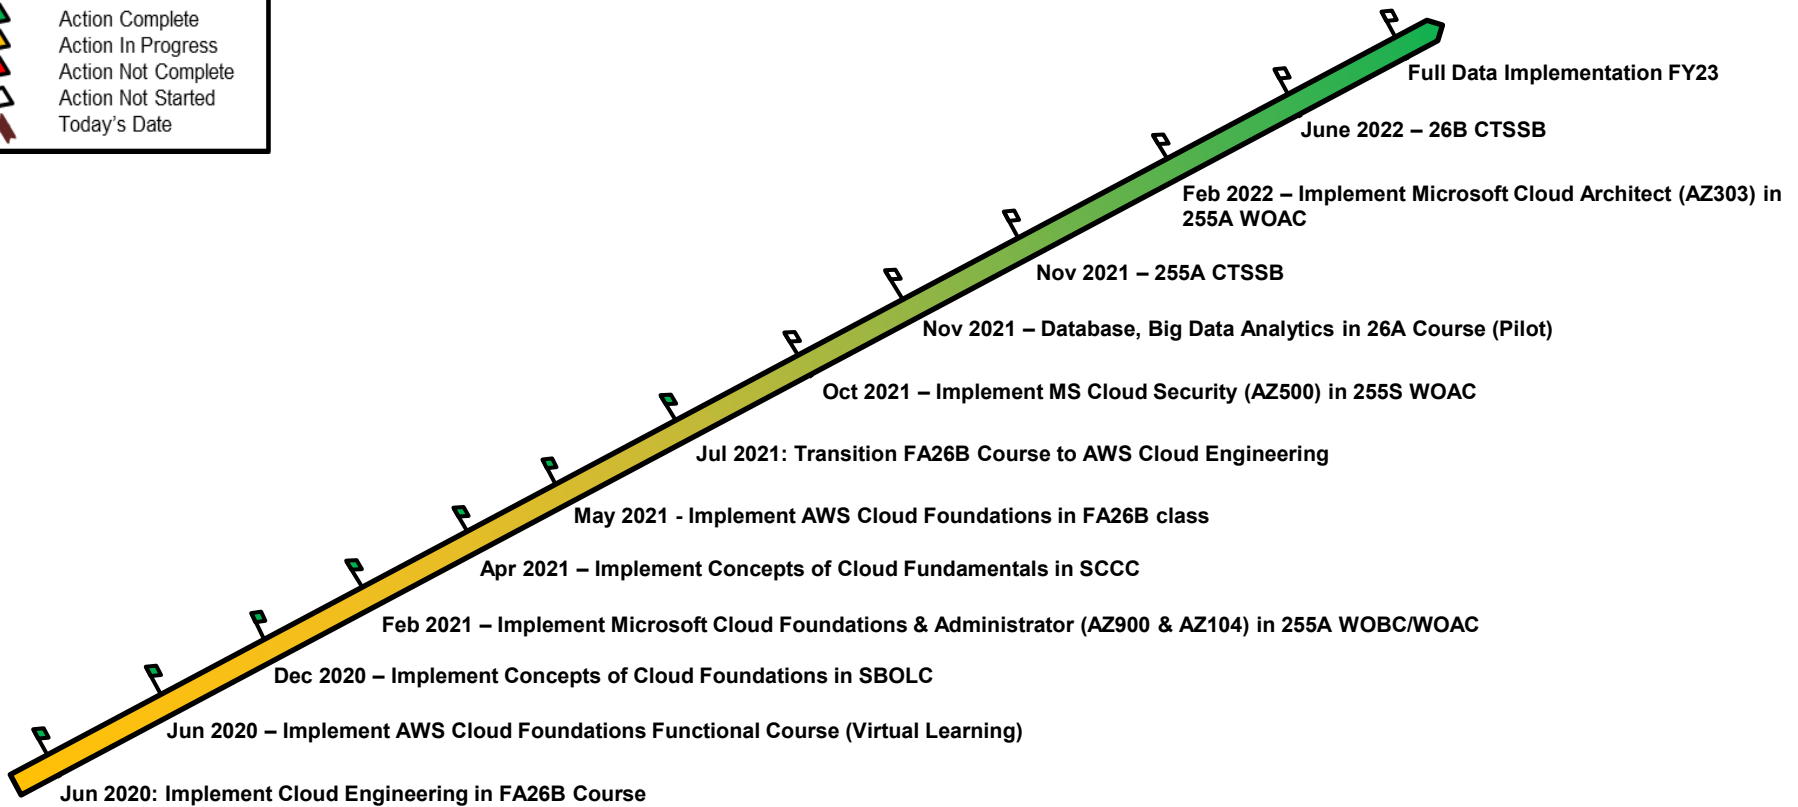 Action Complete
Action In Progress
Action Not Complete
Action Not Started
Today's Date
Full Data Implementation FY23
June 2022 – 26B CTSSB
Feb 2022 – Implement Microsoft Cloud Architect (AZ303) in
255A WOAC
Nov 2021 – 255A CTSSB
Nov 2021 – Database, Big Data Analytics in 26A Course (Pilot)
Oct 2021 – Implement MS Cloud Security (AZ500) in 255S WOAC
Jul 2021: Transition FA26B Course to AWS Cloud Engineering
May 2021 - Implement AWS Cloud Foundations in FA26B class
Apr 2021 – Implement Concepts of Cloud Fundamentals in SCCC
Feb 2021 – Implement Microsoft Cloud Foundations & Administrator (AZ900 & AZ104) in 255A WOBC/WOAC
Dec 2020 – Implement Concepts of Cloud Foundations in SBOLC
Jun 2020 – Implement AWS Cloud Foundations Functional Course (Virtual Learning)
Jun 2020: Implement Cloud Engineering in FA26B Course